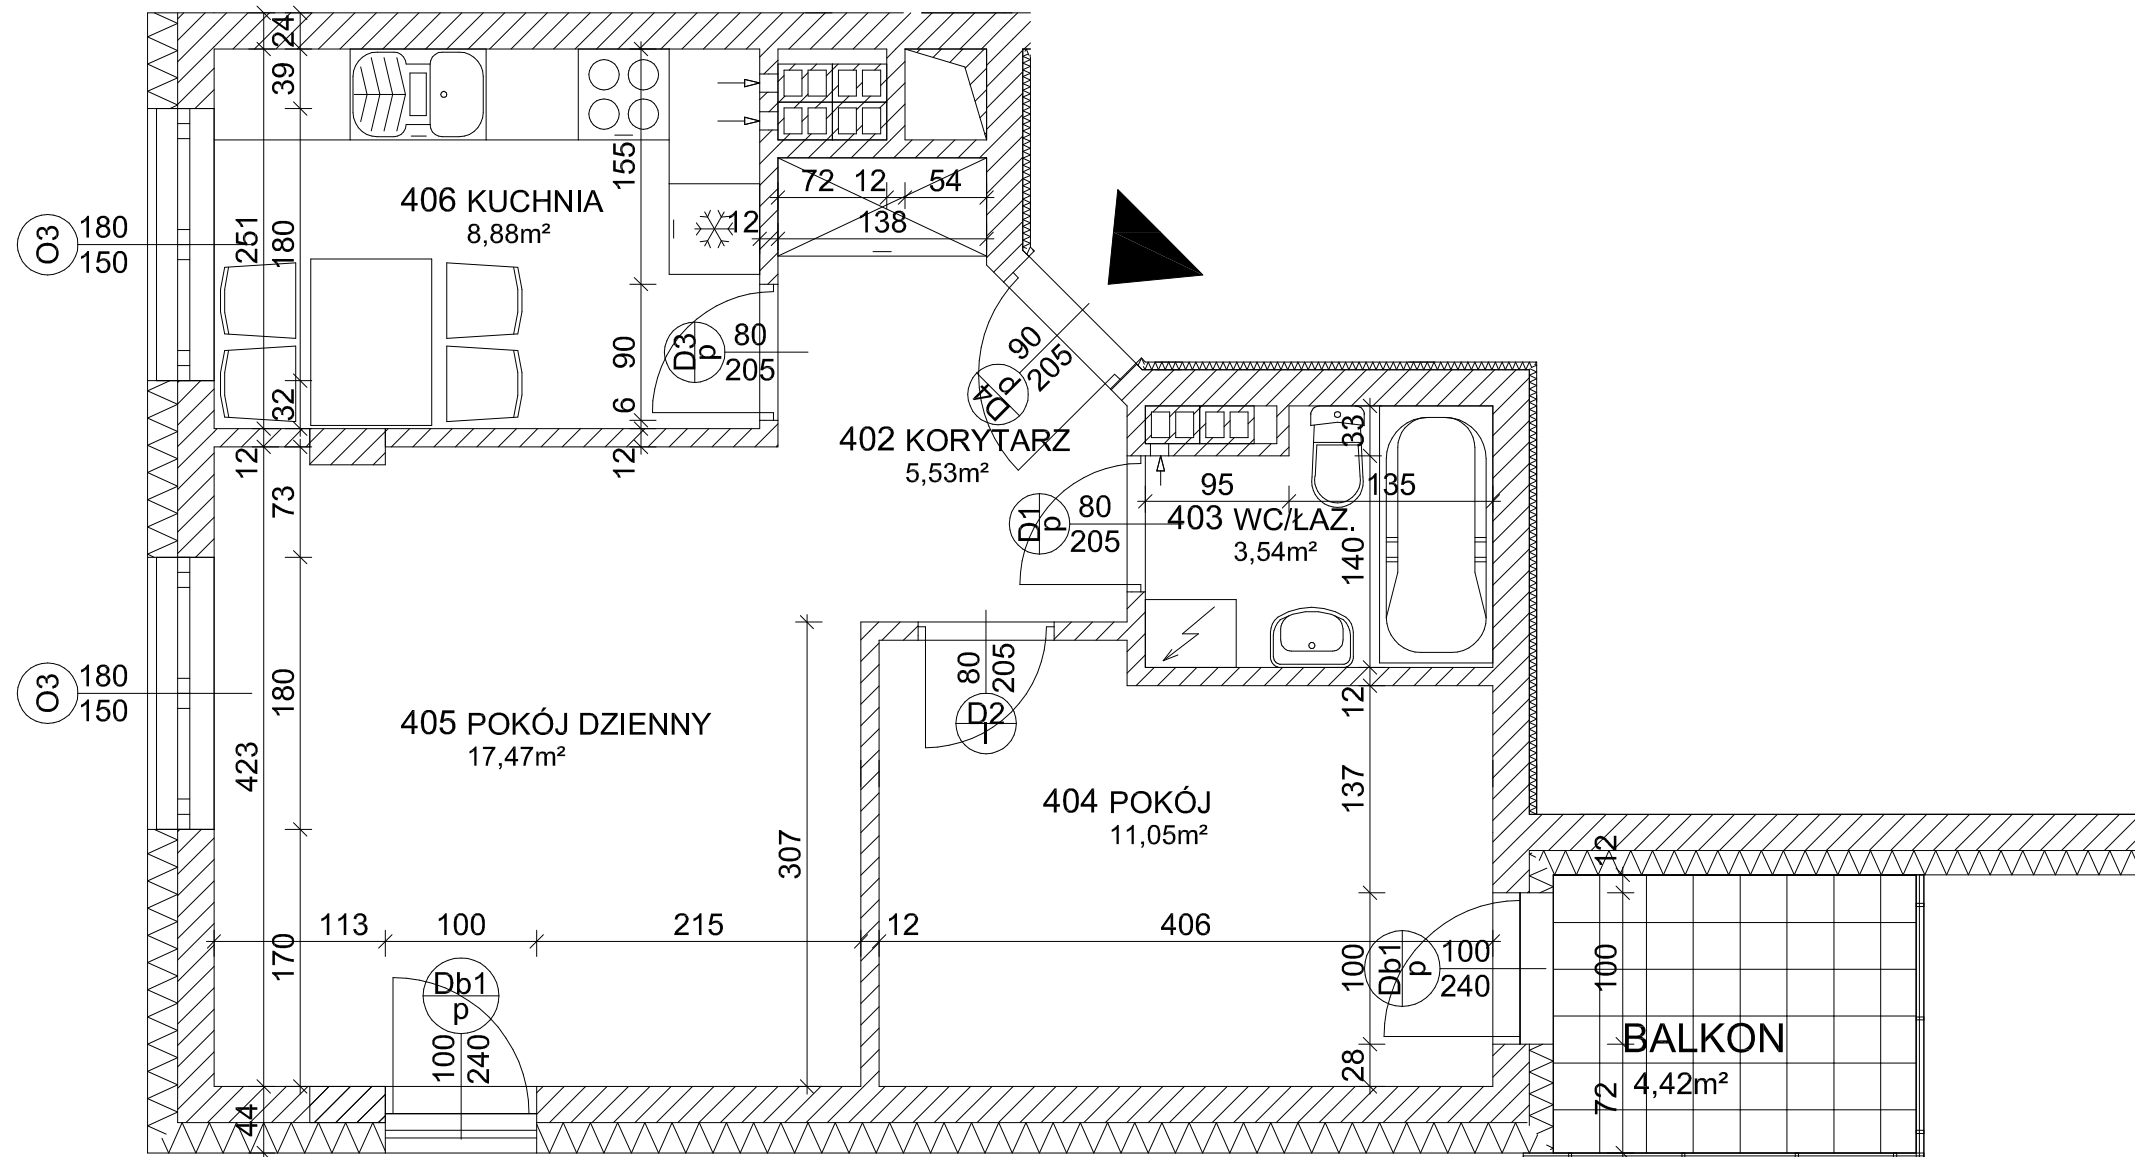 24
39
155
406 KUCHNIA
8,88m²
72 12 54
12 138
O3 180
150
251
180
D3
p
80
205
90
6
32
12
12
D4
p
90
205
402 KORYTARZ
5,53m²
33
95 135
D1
p
80
205
403 WC/ŁAZ.
3,54m²
140
73
O3 180
150
180
423
405 POKÓJ DZIENNY
17,47m²
80
205
D2
l
12
137
404 POKÓJ
11,05m²
307
170
113 100 215 12 406
Db1
p
100
240
Db1
p
100
240
100
28
44
12
100
BALKON
4,42m²
72